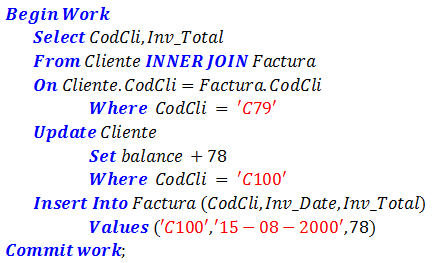 Begin Work
Select CodCli,Inv_Total
From Cliente INNER JOIN Factura
On Cliente.CodCli = Factura.CodCli
Where CodCli = 'C79'
Update Cliente
Set balance + 78
Where CodCli = 'C100'
Insert Into Factura (CodCli,Inv_Date,Inv_Total)
Values ('C100','15 − 08 − 2000',78)
Commit work;